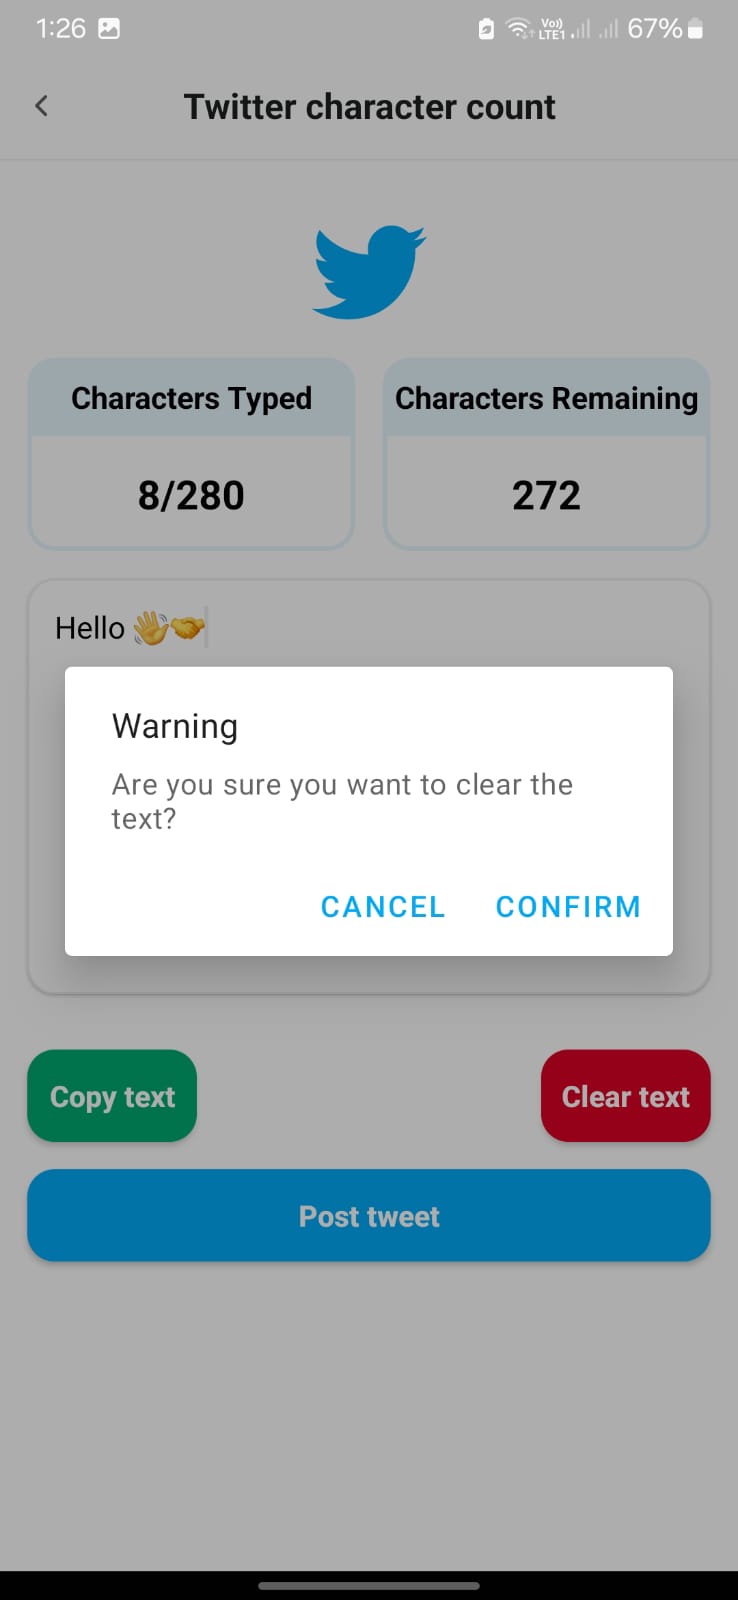 1:26 Vo)) LTE1 67%
Twitter character count
Characters Typed Characters Remaining
8/280 272
Hello 👋🤝
Warning
Are you sure you want to clear the
text?
CANCEL CONFIRM
Copy text Clear text
Post tweet